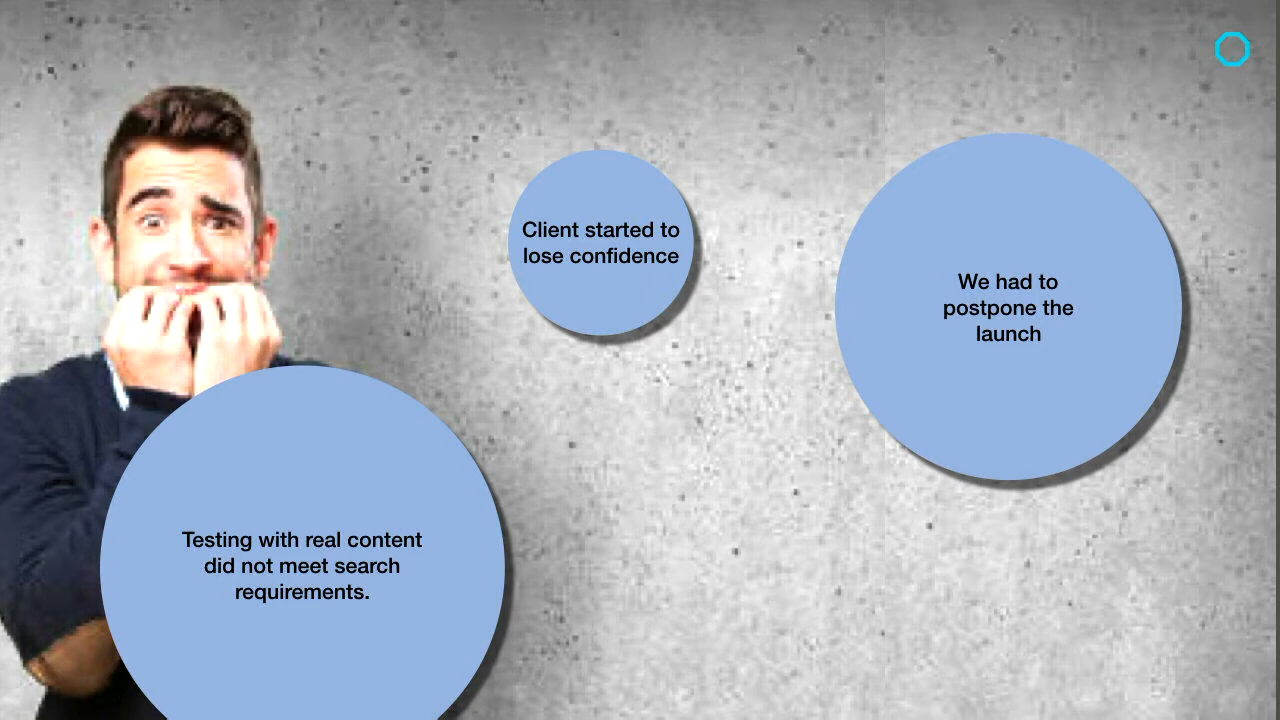 Client started to
lose confidence
We had to
postpone the
launch
Testing with real content
did not meet search
requirements.